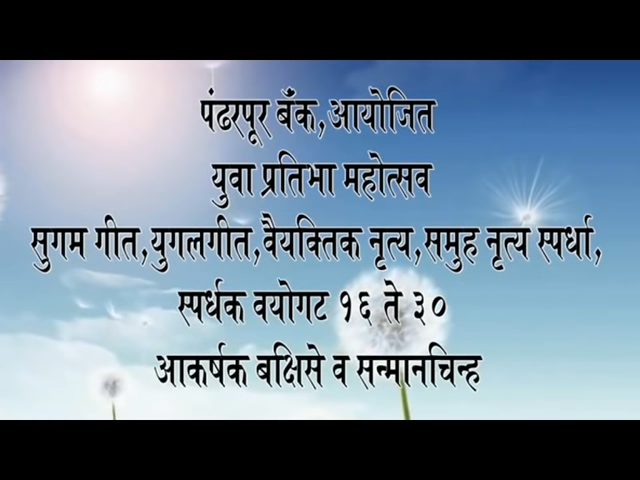 पंढरपूर बँक,आयोजित
युवा प्रतिभा महोत्सव
सुगम गीत,युगलगीत,वैयक्तिक नृत्य,समुह नृत्य स्पर्धा,
स्पर्धक वयोगट १६ ते ३०
आकर्षक बक्षिसे व सन्मानचिन्ह